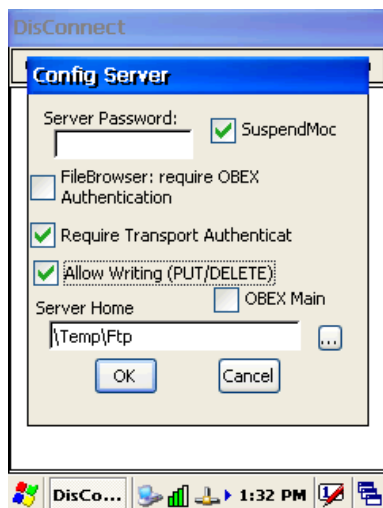 DisConnect
Config Server
Server Password:
SuspendMoc
FileBrowser: require OBEX
Authentication
Require Transport Authenticat
Allow Writing (PUT/DELETE)
OBEX Main
Server Home
\Temp\Ftp
...
OK Cancel
DisCo... 1:32 PM